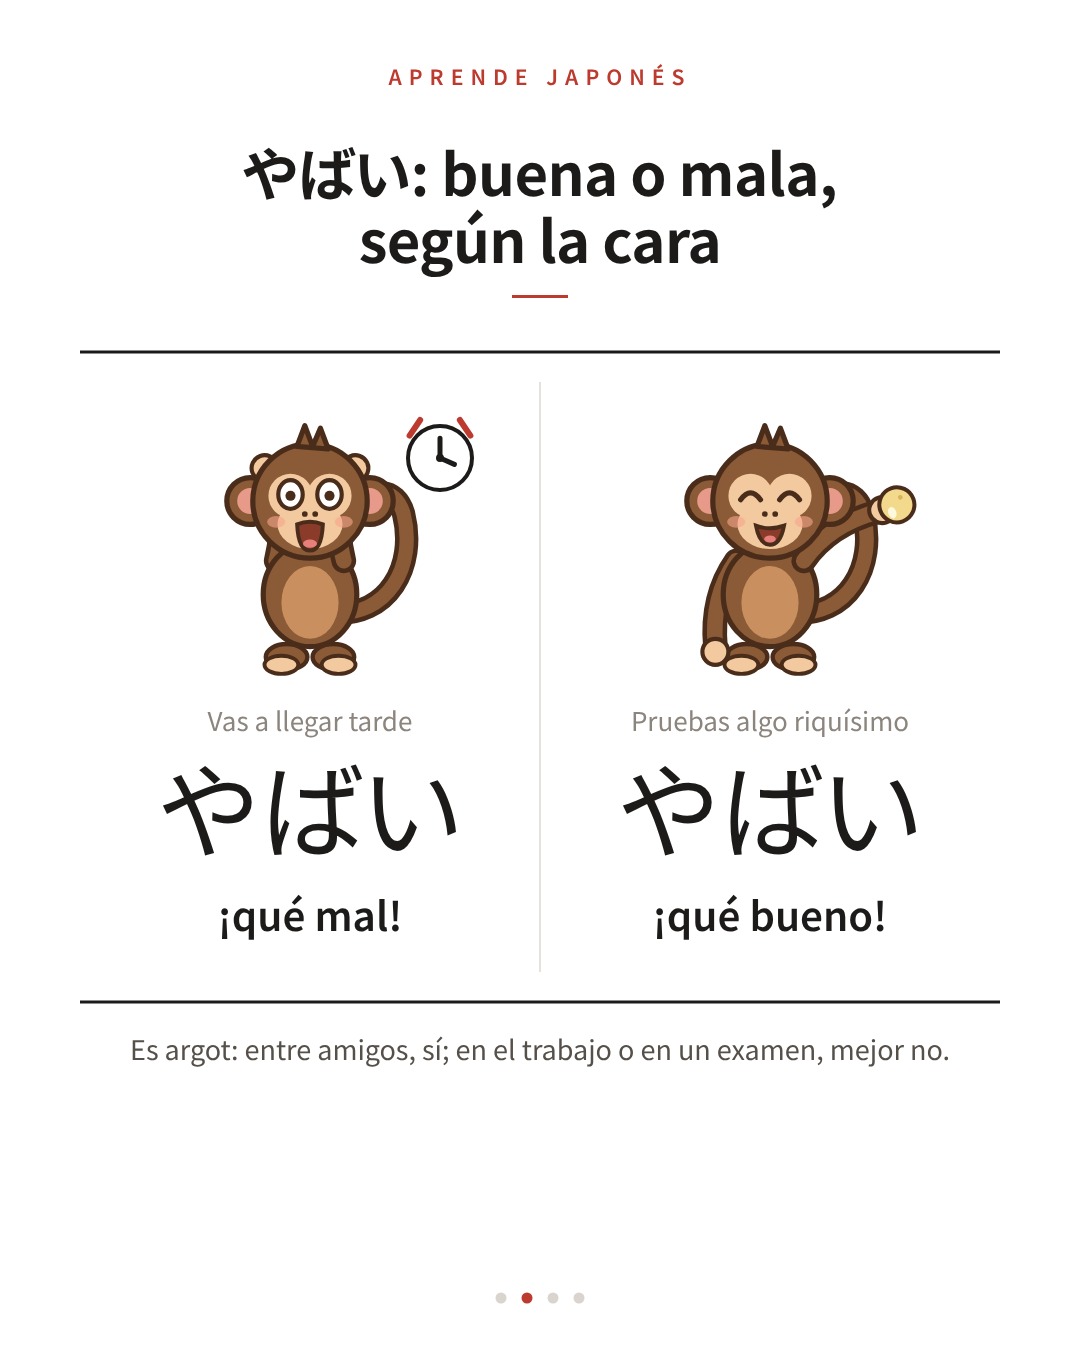 APRENDE JAPONÉS
やばい: buena o mala,
según la cara
Vas a llegar tarde
やばい
¡qué mal!
Pruebas algo riquísimo
やばい
¡qué bueno!
Es argot: entre amigos, sí; en el trabajo o en un examen, mejor no.